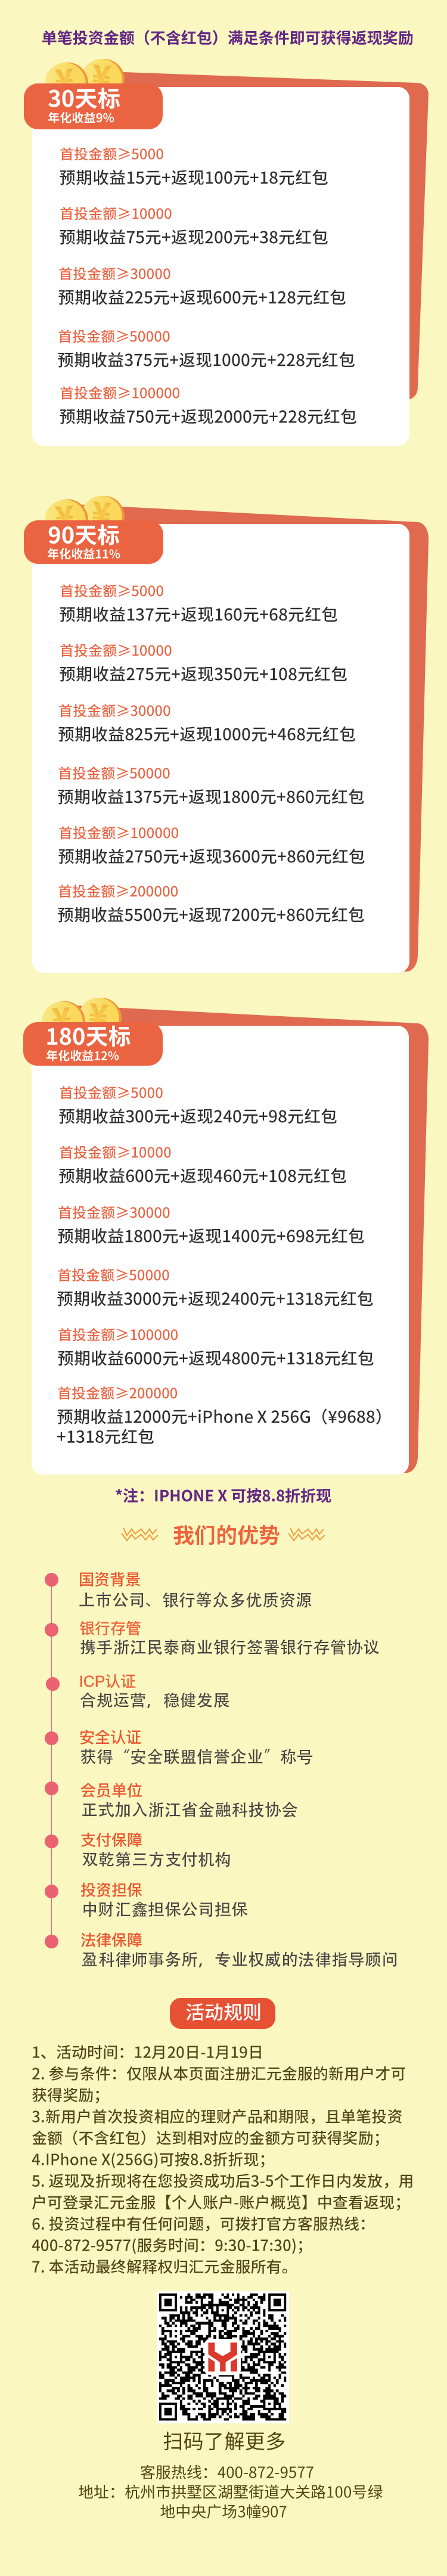 单笔投资金额（不含红包）满足条件即可获得返现奖励
30天标
年化收益9%
首投金额≥5000
预期收益15元+返现100元+18元红包
首投金额≥10000
预期收益75元+返现200元+38元红包
首投金额≥30000
预期收益225元+返现600元+128元红包
首投金额≥50000
预期收益375元+返现1000元+228元红包
首投金额≥100000
预期收益750元+返现2000元+228元红包
90天标
年化收益11%
首投金额≥5000
预期收益137元+返现160元+68元红包
首投金额≥10000
预期收益275元+返现350元+108元红包
首投金额≥30000
预期收益825元+返现1000元+468元红包
首投金额≥50000
预期收益1375元+返现1800元+860元红包
首投金额≥100000
预期收益2750元+返现3600元+860元红包
首投金额≥200000
预期收益5500元+返现7200元+860元红包
180天标
年化收益12%
首投金额≥5000
预期收益300元+返现240元+98元红包
首投金额≥10000
预期收益600元+返现460元+108元红包
首投金额≥30000
预期收益1800元+返现1400元+698元红包
首投金额≥50000
预期收益3000元+返现2400元+1318元红包
首投金额≥100000
预期收益6000元+返现4800元+1318元红包
首投金额≥200000
预期收益12000元+iPhone X 256G（¥9688）
+1318元红包
*注：IPHONE X 可按8.8折折现
我们的优势
国资背景
上市公司、银行等众多优质资源
银行存管
携手浙江民泰商业银行签署银行存管协议
ICP认证
合规运营，稳健发展
安全认证
获得“安全联盟信誉企业”称号
会员单位
正式加入浙江省金融科技协会
支付保障
双乾第三方支付机构
投资担保
中财汇鑫担保公司担保
法律保障
盈科律师事务所，专业权威的法律指导顾问
活动规则
1、活动时间：12月20日-1月19日
2. 参与条件：仅限从本页面注册汇元金服的新用户才可
获得奖励；
3.新用户首次投资相应的理财产品和期限，且单笔投资
金额（不含红包）达到相对应的金额方可获得奖励；
4.IPhone X(256G)可按8.8折折现；
5. 返现及折现将在您投资成功后3-5个工作日内发放，用
户可登录汇元金服【个人账户-账户概览】中查看返现；
6. 投资过程中有任何问题，可拨打官方客服热线：
400-872-9577(服务时间：9:30-17:30)；
7. 本活动最终解释权归汇元金服所有。
扫码了解更多
客服热线：400-872-9577
地址：杭州市拱墅区湖墅街道大关路100号绿
地中央广场3幢907